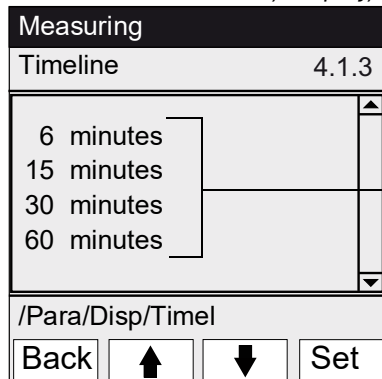 Measuring
Timeline 4.1.3
6 minutes
15 minutes
30 minutes
60 minutes
/Para/Disp/Timel
Back Set